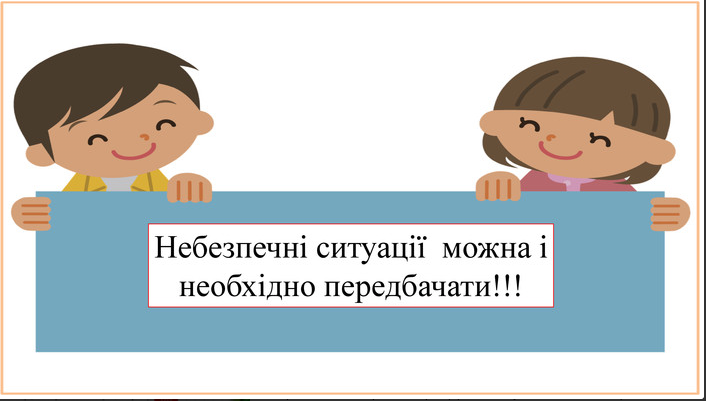 Небезпечні ситуації  можна і
необхідно передбачати!!!